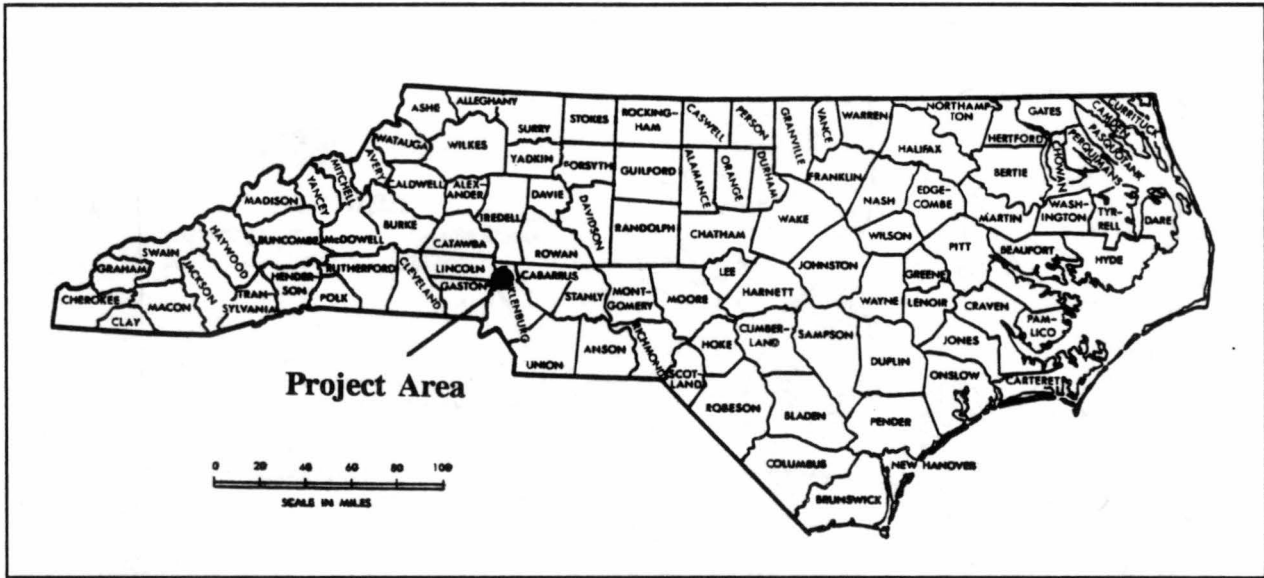 ASHE
ALLEGHANY
SURRY
STOKES
ROCKING-
HAM
CASWELL
PERSON
GRANVILLE
VANCE
WARREN
NORTHAMP-
TON
GATES
CURRITUCK
CAMDEN
PASQUOTANK
PERQUIMANS
CHOWAN
HERTFORD
HALIFAX
WATAUGA
WILKES
YADKIN
FORSYTH
GUILFORD
ALAMANCE
ORANGE
DURHAM
FRANKLIN
BERTIE
AVERY
MITCHELL
YANCEY
MADISON
CALDWELL
ALEX-
ANDER
DAVIE
IREDELL
DAVIDSON
RANDOLPH
CHATHAM
WAKE
NASH
EDGE-
COMBE
MARTIN
WASH-
INGTON
TYR-
RELL
DARE
BURKE
McDOWELL
BUNCOMBE
HAYWOOD
SWAIN
GRAHAM
CATAWBA
ROWAN
WILSON
PITT
BEAUFORT
HYDE
JOHNSTON
LEE
HARNETT
GREENE
WAYNE
LENOIR
CRAVEN
PAM-
LICO
CHEROKEE
CLAY
MACON
JACKSON
TRAN-
SYLVANIA
HENDER
SON
POLK
RUTHERFORD
CLEVELAND
LINCOLN
GASTON
KLENBURG
CABARRUS
STANLY
MONT-
GOMERY
MOORE
UNION
ANSON
RICHMOND
SCOT-
LAND
HOKE
CUMBER-
LAND
SAMPSON
DUPLIN
JONES
ONSLOW
CARTERET
ROBESON
BLADEN
PENDER
COLUMBUS
NEW HANOVER
BRUNSWICK
Project Area
0 20 40 60 80 100
SCALE IN MILES